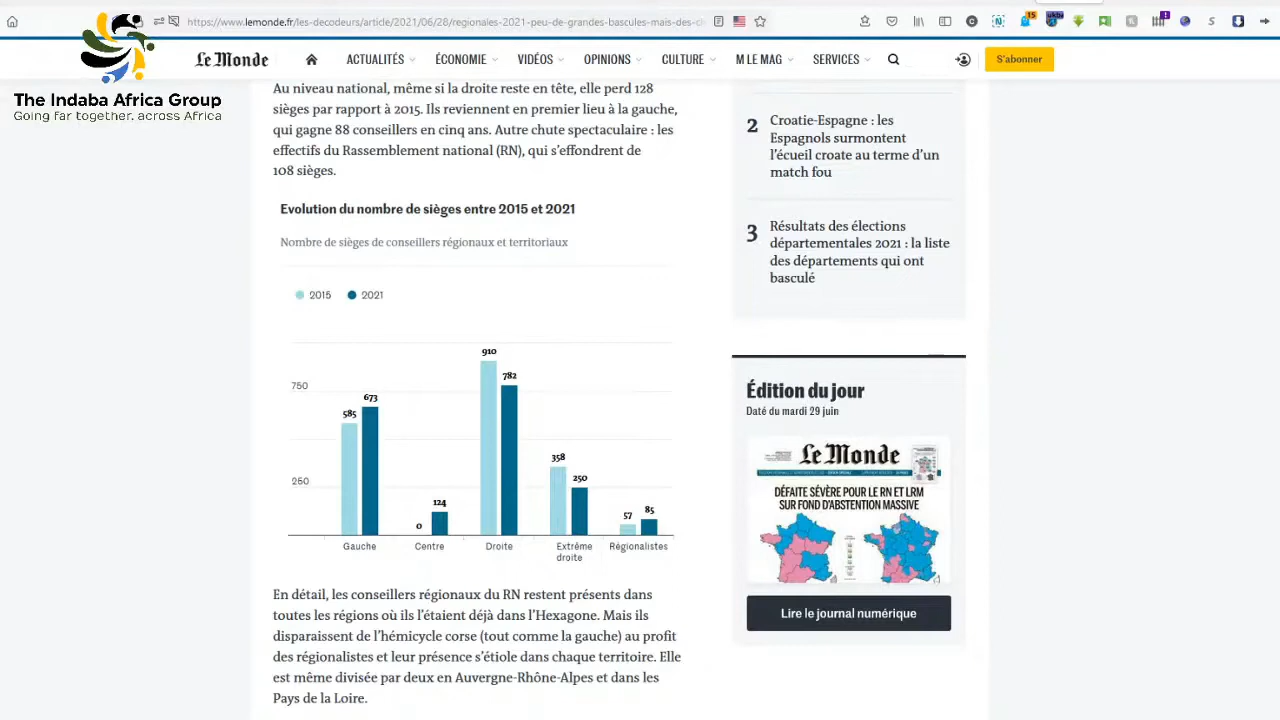 https://www.lemonde.fr/les-decodeurs/article/2021/06/28/regionales-2021-peu-de-grandes-bascules-mais-des-c
15
The Indaba Africa Group
Going far together. across Africa
Le Monde
ACTUALITÉS
ÉCONOMIE
VIDÉOS
OPINIONS
CULTURE
M LE MAG
SERVICES
S'abonner
Au niveau national, même si la droite reste en tête, elle perd 128
sièges par rapport à 2015. Ils reviennent en premier lieu à la gauche,
qui gagne 88 conseillers en cinq ans. Autre chute spectaculaire : les
effectifs du Rassemblement national (RN), qui s’effondrent de
108 sièges.
Evolution du nombre de sièges entre 2015 et 2021
Nombre de sièges de conseillers régionaux et territoriaux
2015
2021
750
250
585
673
0
124
910
782
358
250
57
85
Gauche
Centre
Droite
Extrême
droite
Régionalistes
En détail, les conseillers régionaux du RN restent présents dans
toutes les régions où ils l’étaient déjà dans l’Hexagone. Mais ils
disparaissent de l’hémicycle corse (tout comme la gauche) au profit
des régionalistes et leur présence s’étiole dans chaque territoire. Elle
est même divisée par deux en Auvergne-Rhône-Alpes et dans les
Pays de la Loire.
2
Croatie-Espagne : les
Espagnols surmontent
l’écueil croate au terme d’un
match fou
3
Résultats des élections
départementales 2021 : la liste
des départements qui ont
basculé
Édition du jour
Daté du mardi 29 juin
Le Monde
DÉFAITE SÉVÈRE POUR LE RN ET LRM
SUR FOND D’ABSTENTION MASSIVE
Lire le journal numérique